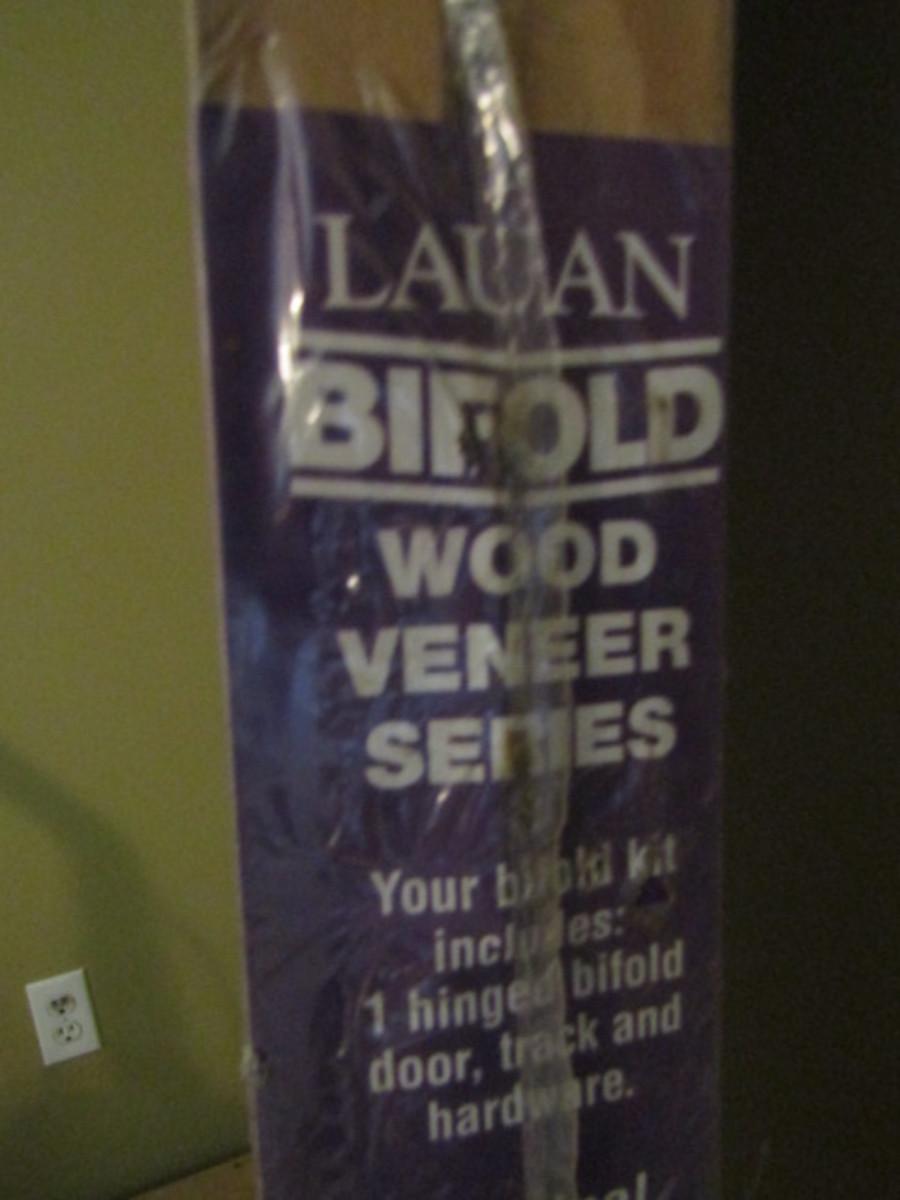 LAUAN
BIFOLD
WOOD
VENEER
SERIES
Your bifold kit
includes:
1 hinged bifold
door, track and
hardware.